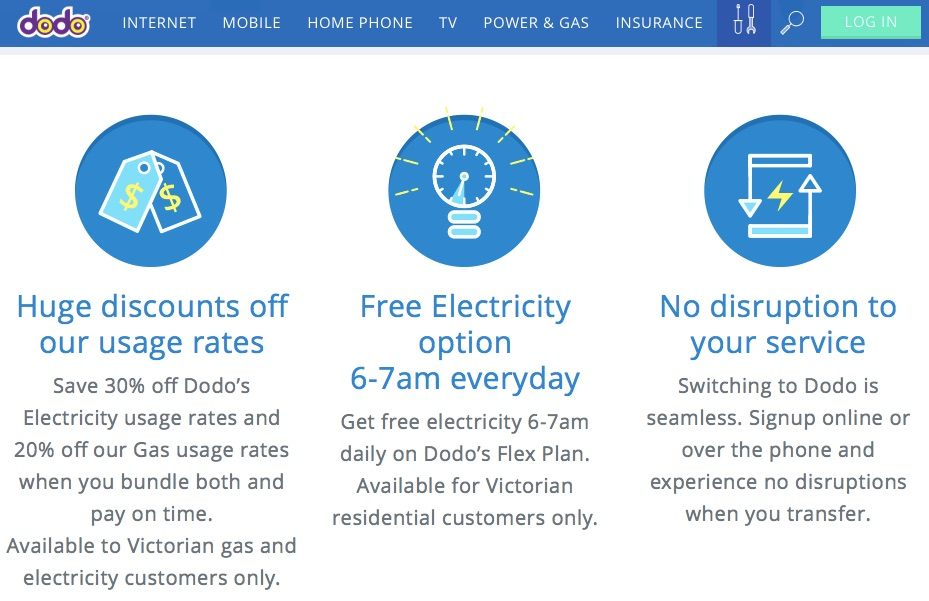 dodo®
INTERNET MOBILE HOME PHONE TV POWER & GAS INSURANCE LOG IN
$ $
Huge discounts off
our usage rates
Save 30% off Dodo’s
Electricity usage rates and
20% off our Gas usage rates
when you bundle both and
pay on time.
Available to Victorian gas and
electricity customers only.
Free Electricity
option
6-7am everyday
Get free electricity 6-7am
daily on Dodo’s Flex Plan.
Available for Victorian
residential customers only.
No disruption to
your service
Switching to Dodo is
seamless. Signup online or
over the phone and
experience no disruptions
when you transfer.